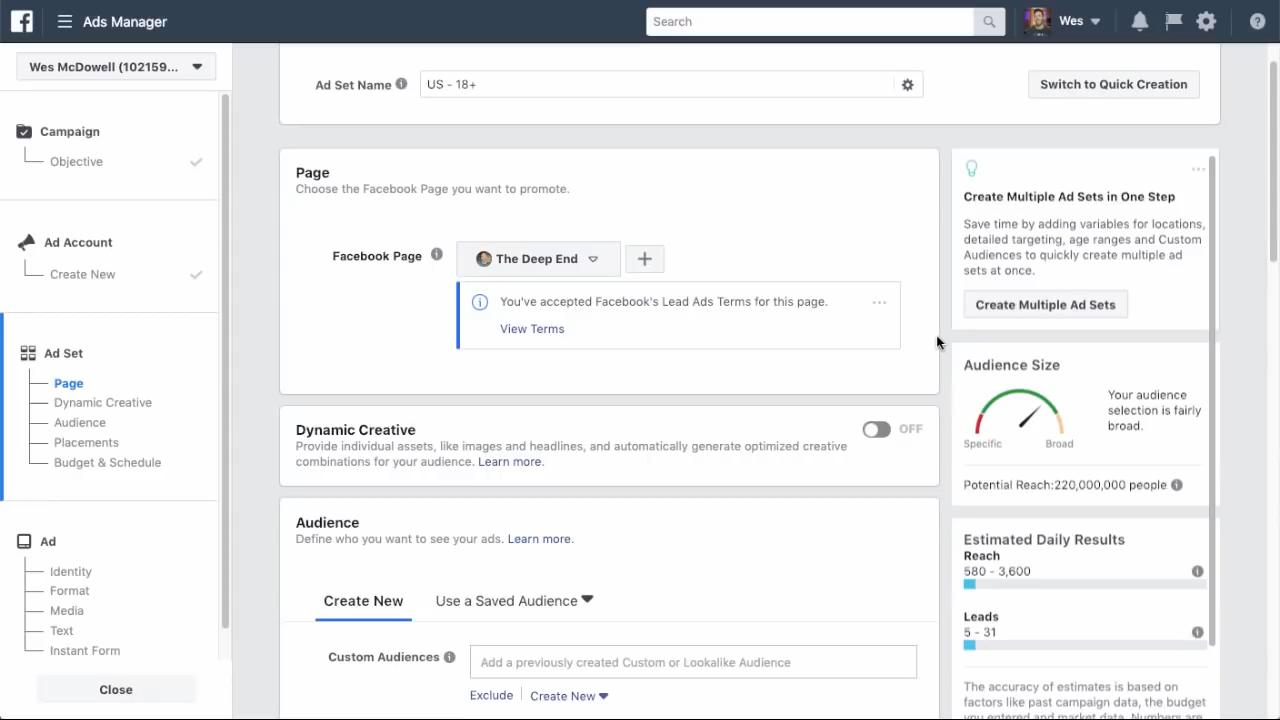 Ads Manager
Search
Wes
Wes McDowell (102159...
Campaign
Objective
Ad Account
Create New
Ad Set
Page
Dynamic Creative
Audience
Placements
Budget & Schedule
Ad
Identity
Format
Media
Text
Instant Form
Close
Ad Set Name
US - 18+
Switch to Quick Creation
Page
Choose the Facebook Page you want to promote.
Facebook Page
The Deep End
You've accepted Facebook's Lead Ads Terms for this page.
View Terms
Dynamic Creative
OFF
Provide individual assets, like images and headlines, and automatically generate optimized creative
combinations for your audience. Learn more.
Audience
Define who you want to see your ads. Learn more.
Create New
Use a Saved Audience
Custom Audiences
Add a previously created Custom or Lookalike Audience
Exclude
Create New
Create Multiple Ad Sets in One Step
Save time by adding variables for locations,
detailed targeting, age ranges and Custom
Audiences to quickly create multiple ad
sets at once.
Create Multiple Ad Sets
Audience Size
Specific
Broad
Your audience
selection is fairly
broad.
Potential Reach:220,000,000 people
Estimated Daily Results
Reach
580 - 3,600
Leads
5 - 31
The accuracy of estimates is based on
factors like past campaign data, the budget
you entered and market data. Numbers are